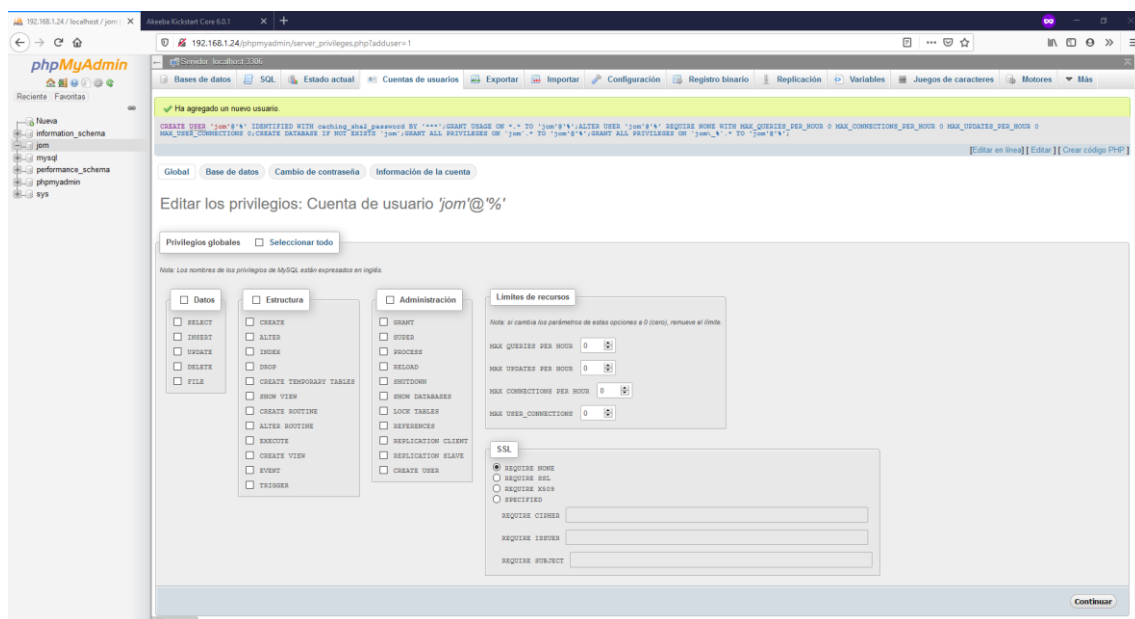 192.168.1.24 / localhost / jom |
Akeeba Kickstart Core 6.0.1
192.168.1.24/phpmyadmin/server_privileges.php?adduser=1
phpMyAdmin
Reciente Favoritas
Nueva
information_schema
jom
mysql
performance_schema
phpmyadmin
sys
Servidor: localhost:3306
Bases de datos SQL Estado actual Cuentas de usuarios Exportar Importar Configuración Registro binario Replicación Variables Juegos de caracteres Motores Más
Ha agregado un nuevo usuario.
CREATE USER 'jom'@'%' IDENTIFIED WITH caching_sha2_password BY '***';GRANT USAGE ON *.* TO 'jom'@'%';ALTER USER 'jom'@'%' REQUIRE NONE WITH MAX_QUERIES_PER_HOUR 0 MAX_CONNECTIONS_PER_HOUR 0 MAX_UPDATES_PER_HOUR 0
MAX_USER_CONNECTIONS 0;CREATE DATABASE IF NOT EXISTS `jom`;GRANT ALL PRIVILEGES ON `jom`.* TO 'jom'@'%';GRANT ALL PRIVILEGES ON `jom\_%`.* TO 'jom'@'%';
[Editar en línea] [ Editar ] [ Crear código PHP ]
Global Base de datos Cambio de contraseña Información de la cuenta
Editar los privilegios: Cuenta de usuario 'jom'@'%'
Privilegios globales Seleccionar todo
Nota: Los nombres de los privilegios de MySQL están expresados en inglés.
Datos
SELECT
INSERT
UPDATE
DELETE
FILE
Estructura
CREATE
ALTER
INDEX
DROP
CREATE TEMPORARY TABLES
SHOW VIEW
CREATE ROUTINE
ALTER ROUTINE
EXECUTE
CREATE VIEW
EVENT
TRIGGER
Administración
GRANT
SUPER
PROCESS
RELOAD
SHUTDOWN
SHOW DATABASES
LOCK TABLES
REFERENCES
REPLICATION CLIENT
REPLICATION SLAVE
CREATE USER
Límites de recursos
Nota: si cambia los parámetros de estas opciones a 0 (cero), remueve el límite.
MAX QUERIES PER HOUR 0
MAX UPDATES PER HOUR 0
MAX CONNECTIONS PER HOUR 0
MAX USER_CONNECTIONS 0
SSL
REQUIRE NONE
REQUIRE SSL
REQUIRE X509
SPECIFIED
REQUIRE CIPHER
REQUIRE ISSUER
REQUIRE SUBJECT
Continuar